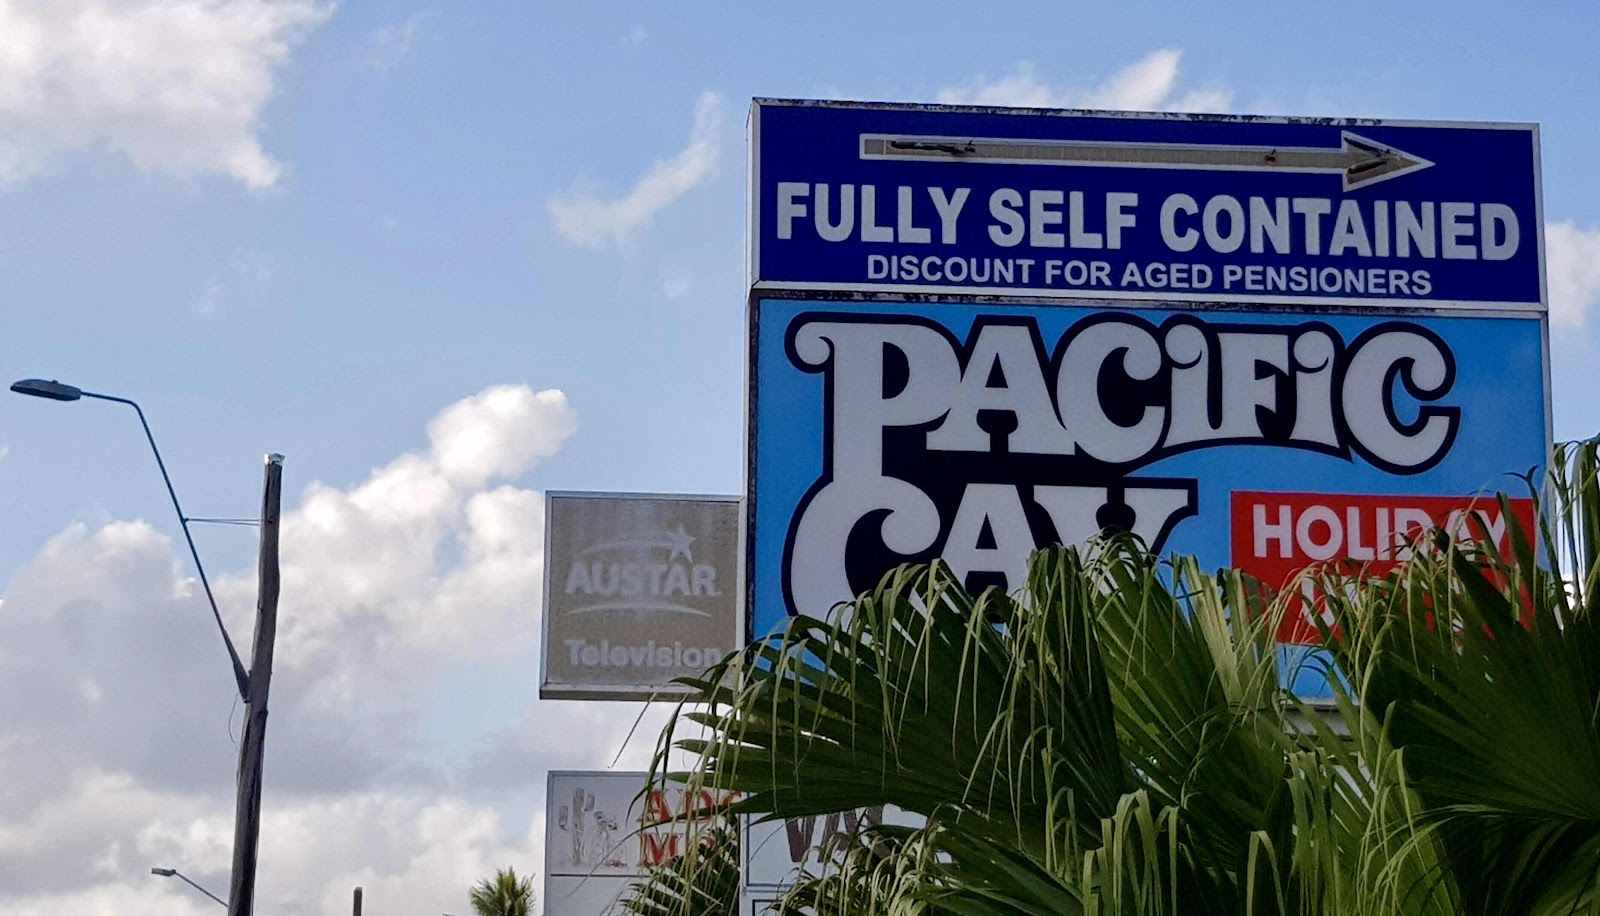 FULLY SELF CONTAINED
DISCOUNT FOR AGED PENSIONERS
PACIFIC
CAY
HOLIDAY
AUSTAR
Television